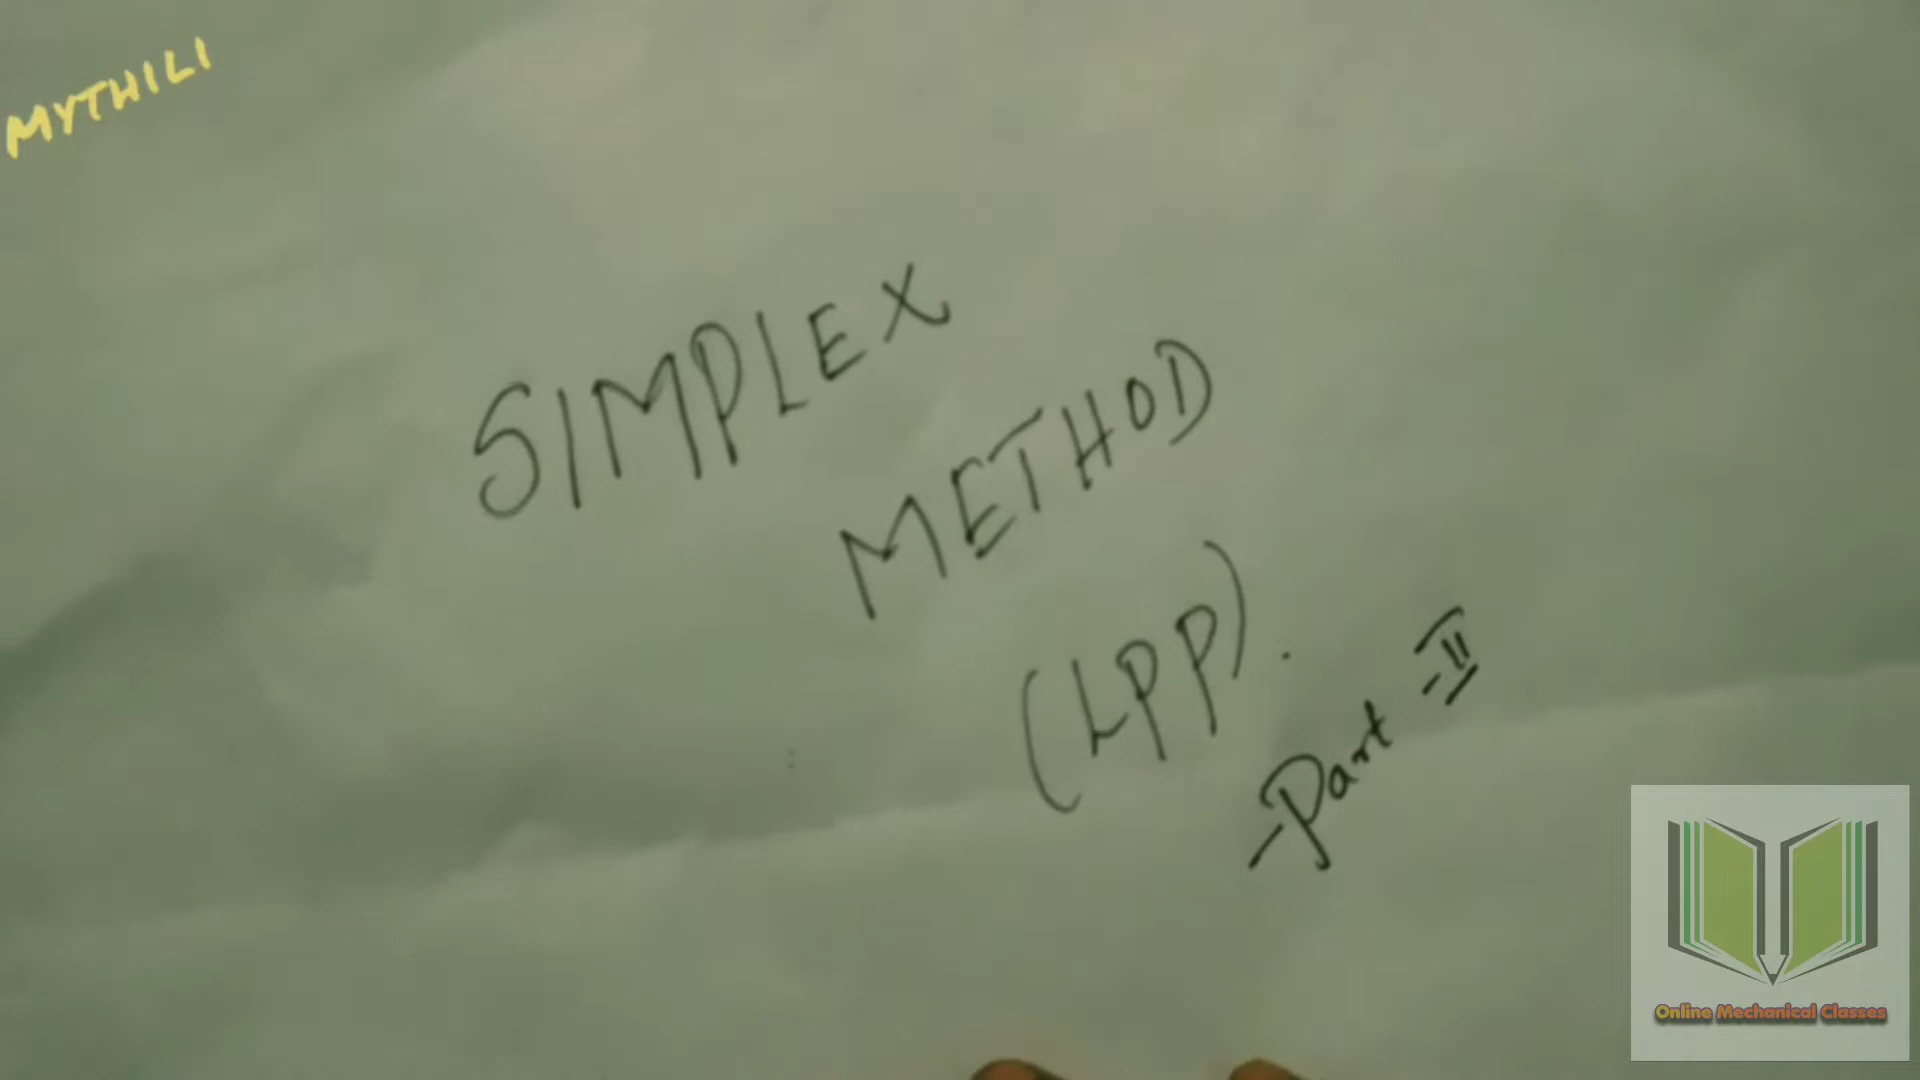 MYTHILI
SIMPLEX
METHOD
(LPP).
-Part-II
Online Mechanical Classes